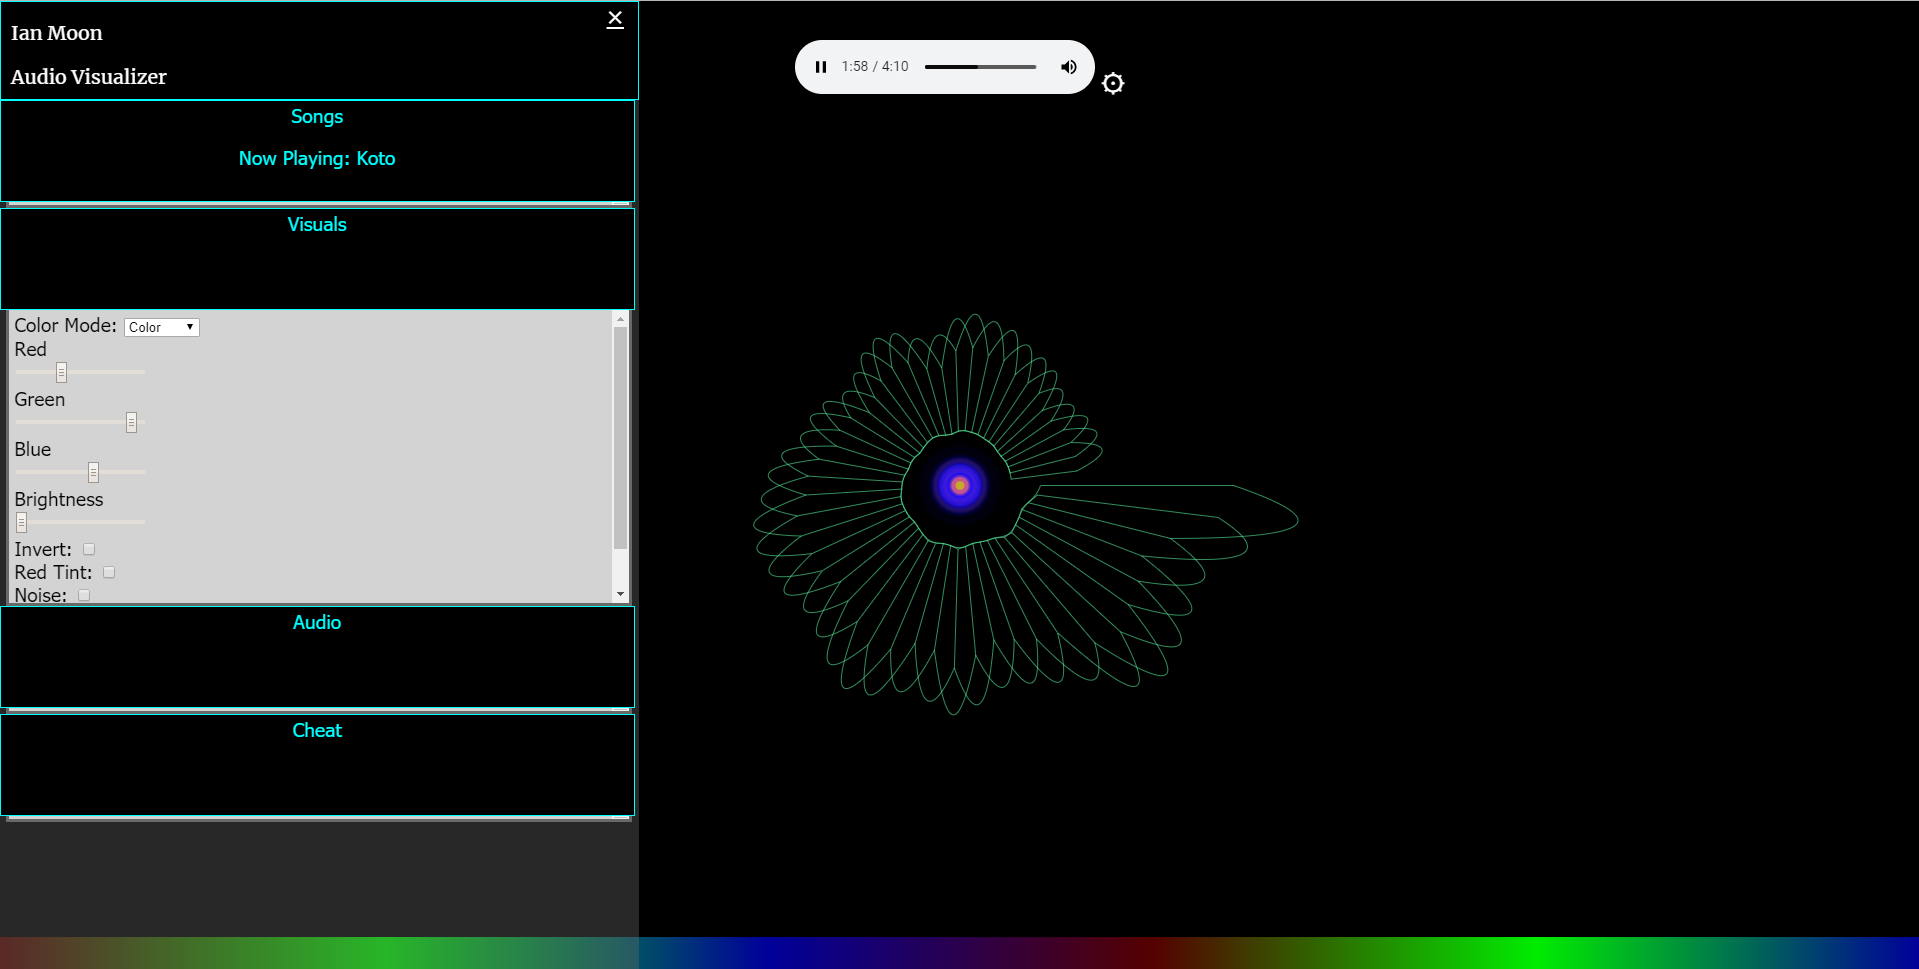 Ian Moon
Audio Visualizer
1:58 / 4:10
Songs
Now Playing: Koto
Visuals
Color Mode: Color
Red
Green
Blue
Brightness
Invert:
Red Tint:
Noise:
Audio
Cheat